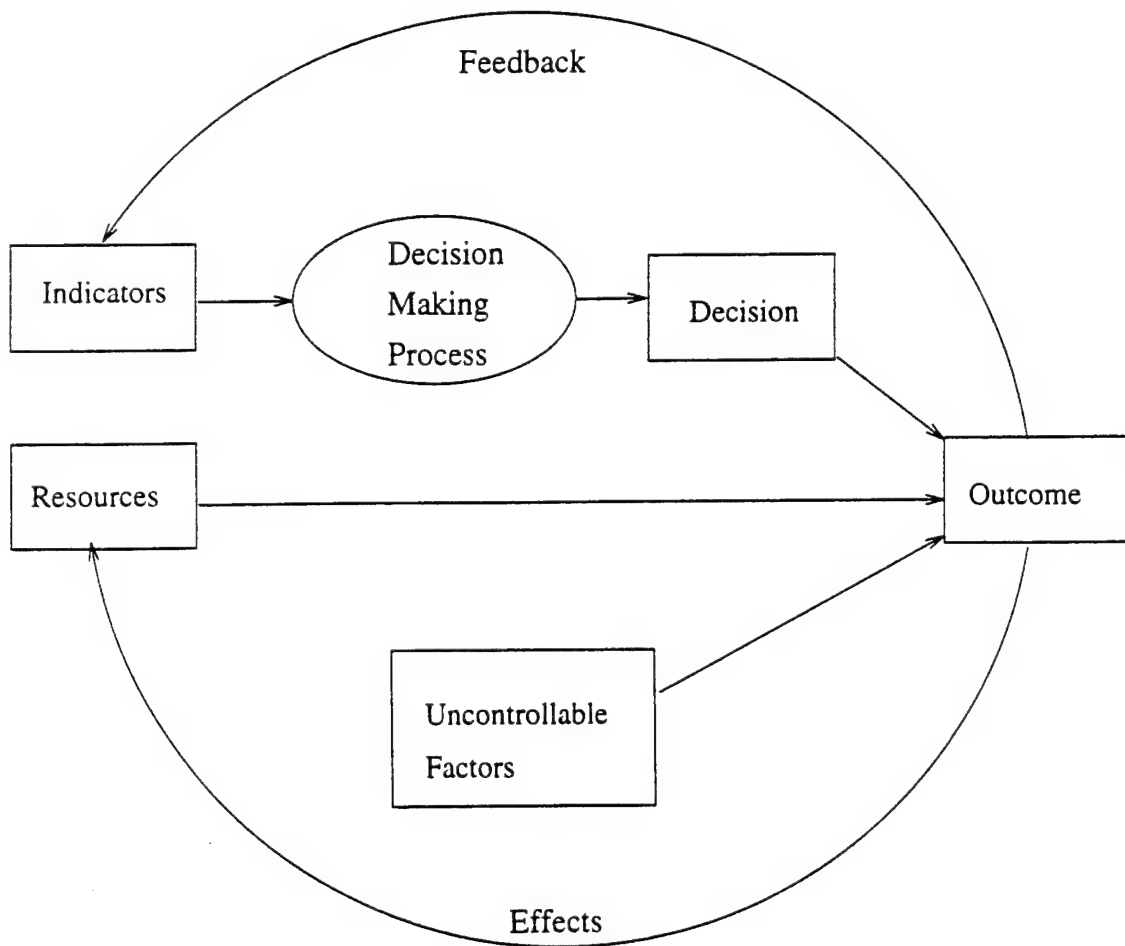 Feedback
Indicators
Decision
Making
Process
Decision
Resources
Outcome
Uncontrollable
Factors
Effects